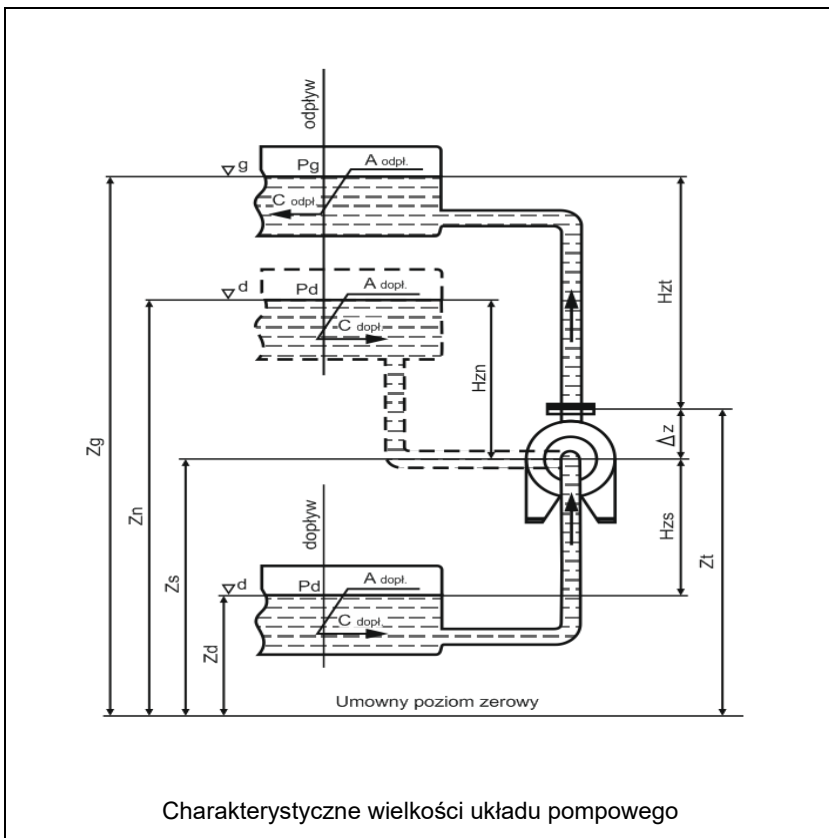 odpływ
g
Pg
A odpł.
C odpł.
d
Pd
A dopł.
C dopł.
Hzt
Hzn
Δz
Zg
Zn
Zs
Hzs
Zt
dopływ
d
Pd
A dopł.
C dopł.
Zd
Umowny poziom zerowy
Charakterystyczne wielkości układu pompowego